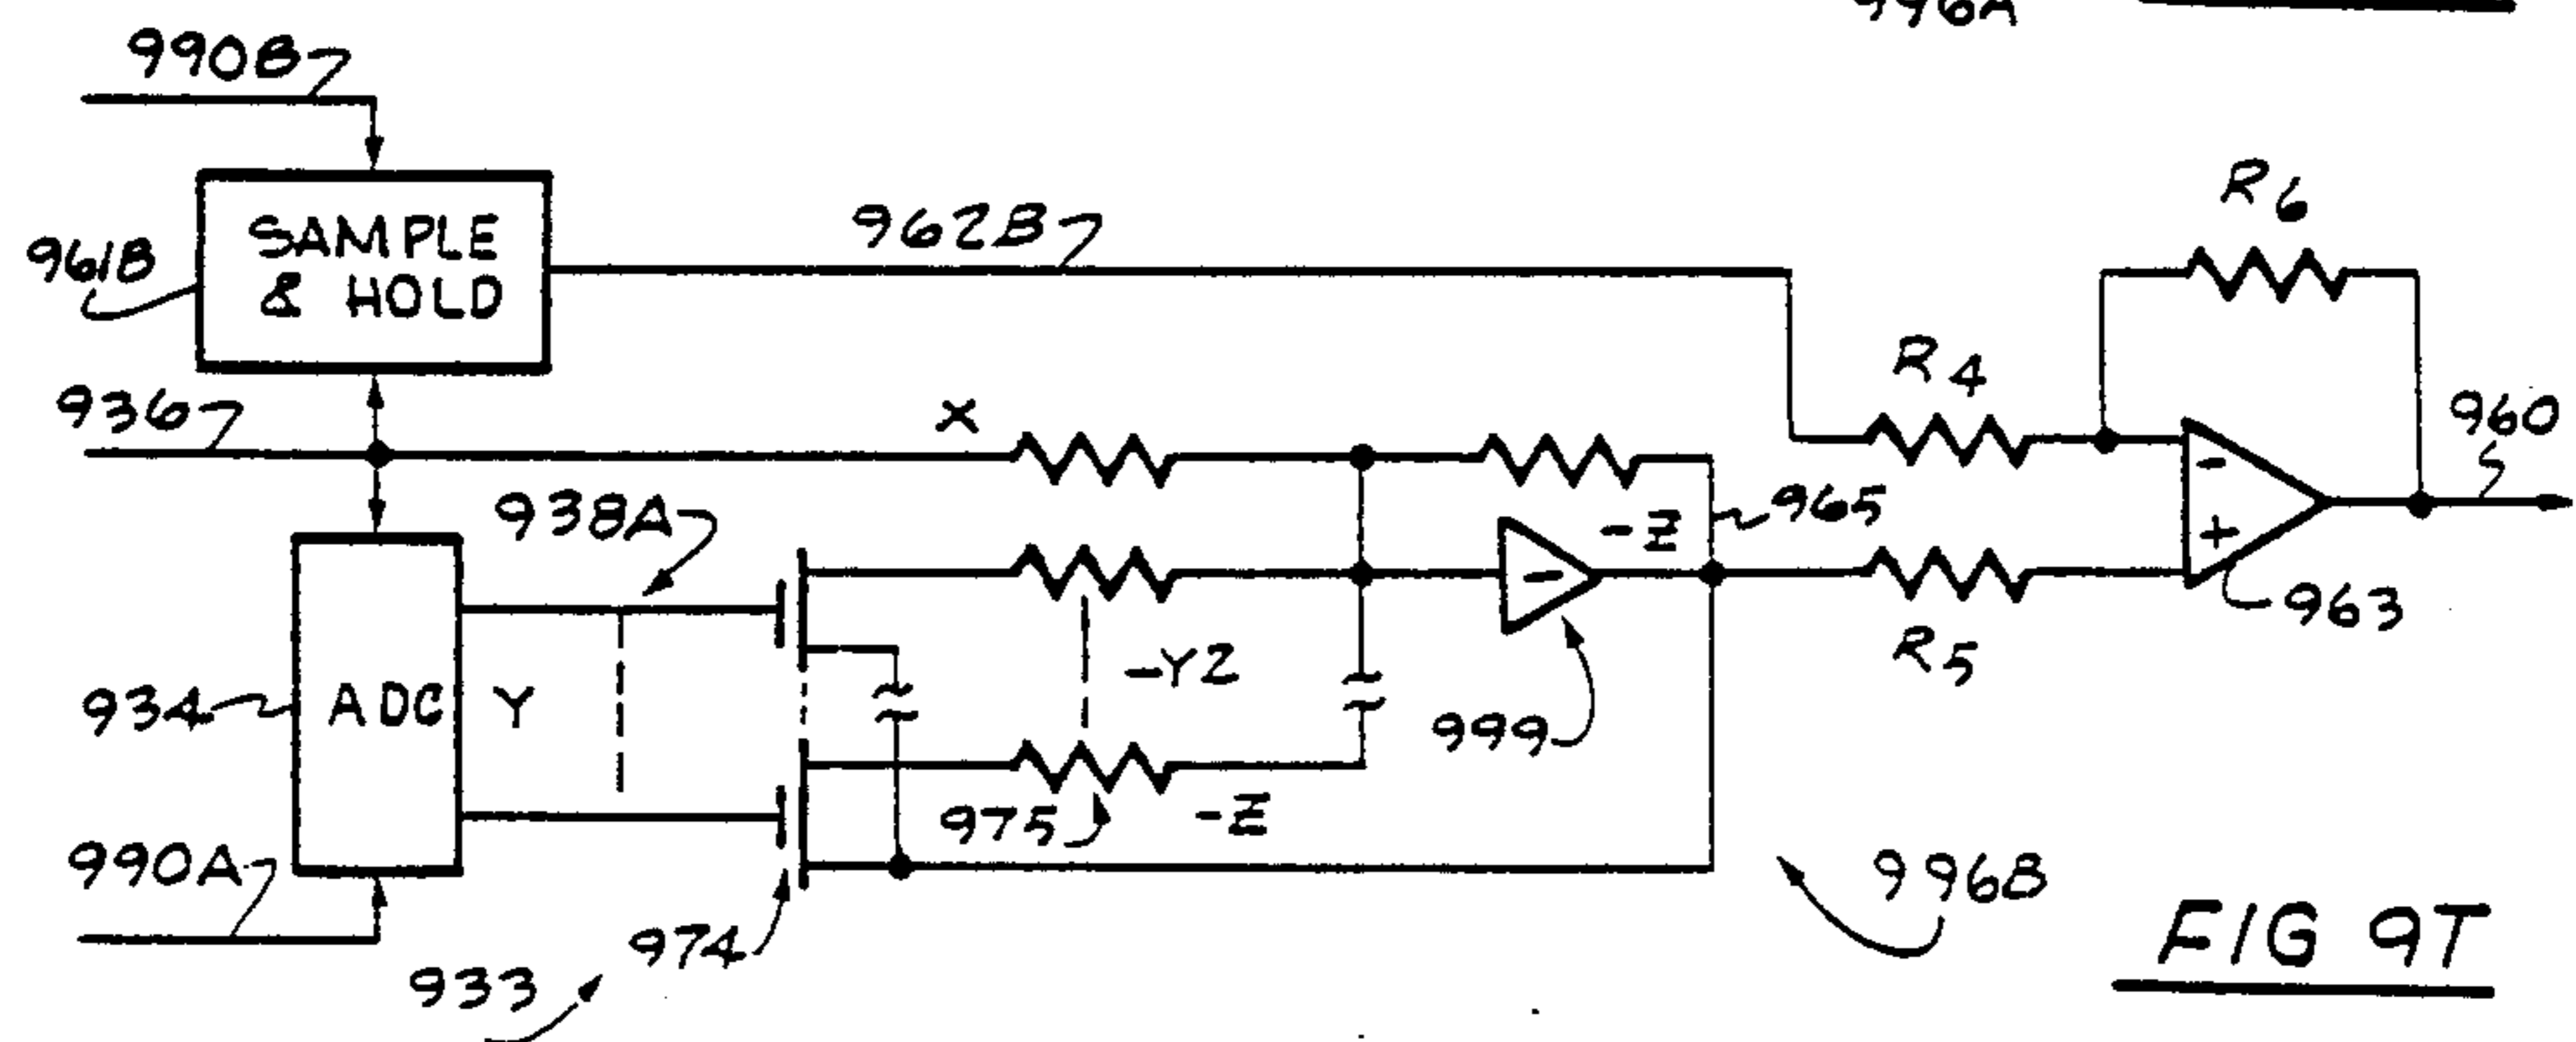 996A
990B
SAMPLE
& HOLD
961B
962B
R6
R4
936
X
960
938A
-Z
965
-
+
-
963
934
ADC
Y
-YZ
R5
999
975
-Z
990A
974
996B
933
FIG 9T